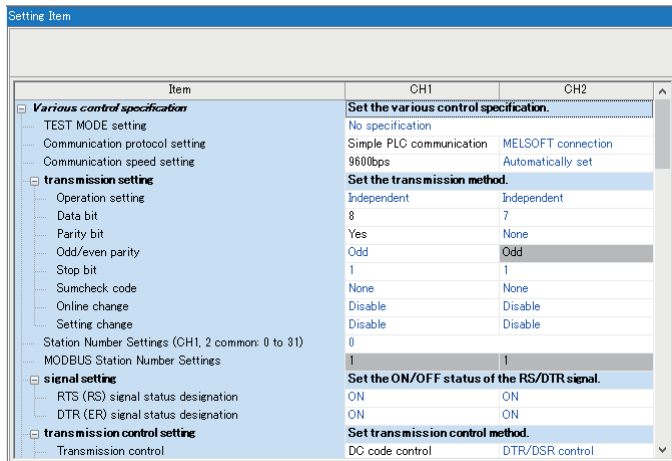 Setting Item
Item CH1 CH2
Various control specification Set the various control specification.
TEST MODE setting No specification
Communication protocol setting Simple PLC communication MELSOFT connection
Communication speed setting 9600bps Automatically set
transmission setting Set the transmission method.
Operation setting Independent Independent
Data bit 8 7
Parity bit Yes None
Odd/even parity Odd Odd
Stop bit 1 1
Sumcheck code None None
Online change Disable Disable
Setting change Disable Disable
Station Number Settings (CH1, 2 common: 0 to 31) 0
MODBUS Station Number Settings 1 1
signal setting Set the ON/OFF status of the RS/DTR signal.
RTS (RS) signal status designation ON ON
DTR (ER) signal status designation ON ON
transmission control setting Set transmission control method.
Transmission control DC code control DTR/DSR control